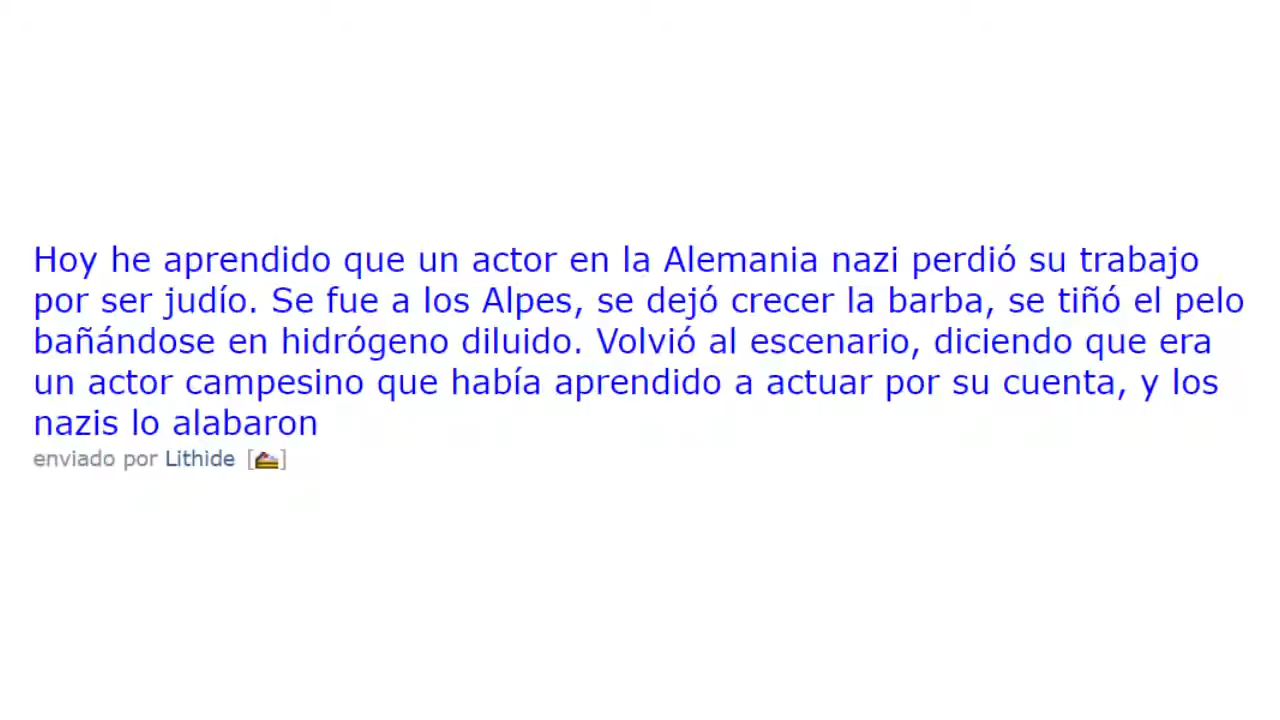 Hoy he aprendido que un actor en la Alemania nazi perdió su trabajo
por ser judío. Se fue a los Alpes, se dejó crecer la barba, se tiñó el pelo
bañándose en hidrógeno diluido. Volvió al escenario, diciendo que era
un actor campesino que había aprendido a actuar por su cuenta, y los
nazis lo alabaron
enviado por Lithide [🍰]